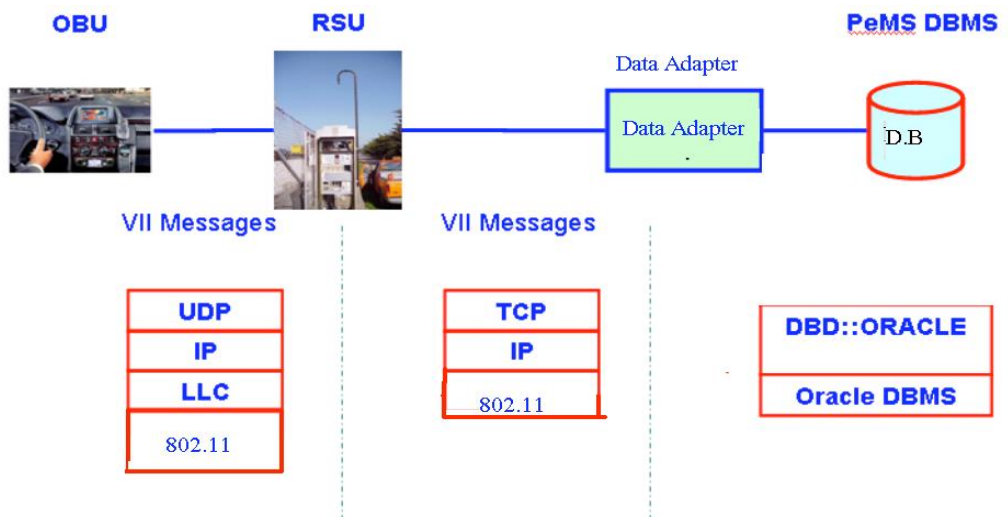 OBU
RSU
PeMS DBMS
Data Adapter
Data Adapter
D.B
VII Messages
VII Messages
UDP
IP
LLC
802.11
TCP
IP
802.11
DBD::ORACLE
Oracle DBMS